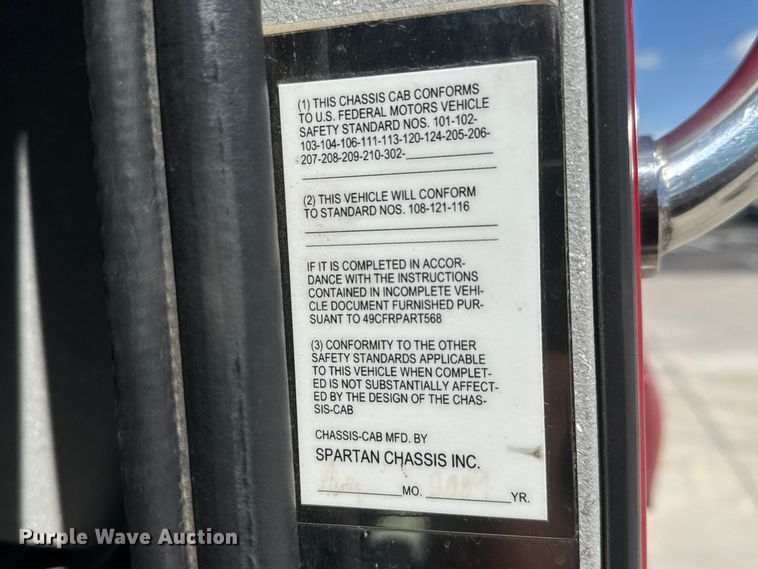 (1) THIS CHASSIS CAB CONFORMS
TO U.S. FEDERAL MOTORS VEHICLE
SAFETY STANDARD NOS. 101-102-
103-104-106-111-113-120-124-205-206-
207-208-209-210-302-
(2) THIS VEHICLE WILL CONFORM
TO STANDARD NOS. 108-121-116
IF IT IS COMPLETED IN ACCOR-
DANCE WITH THE INSTRUCTIONS
CONTAINED IN INCOMPLETE VEHI-
CLE DOCUMENT FURNISHED PUR-
SUANT TO 49CFRPART568
(3) CONFORMITY TO THE OTHER
SAFETY STANDARDS APPLICABLE
TO THIS VEHICLE WHEN COMPLET-
ED IS NOT SUBSTANTIALLY AFFECT-
ED BY THE DESIGN OF THE CHAS-
SIS-CAB
CHASSIS-CAB MFD. BY
SPARTAN CHASSIS INC.
MO. YR.
Purple Wave Auction